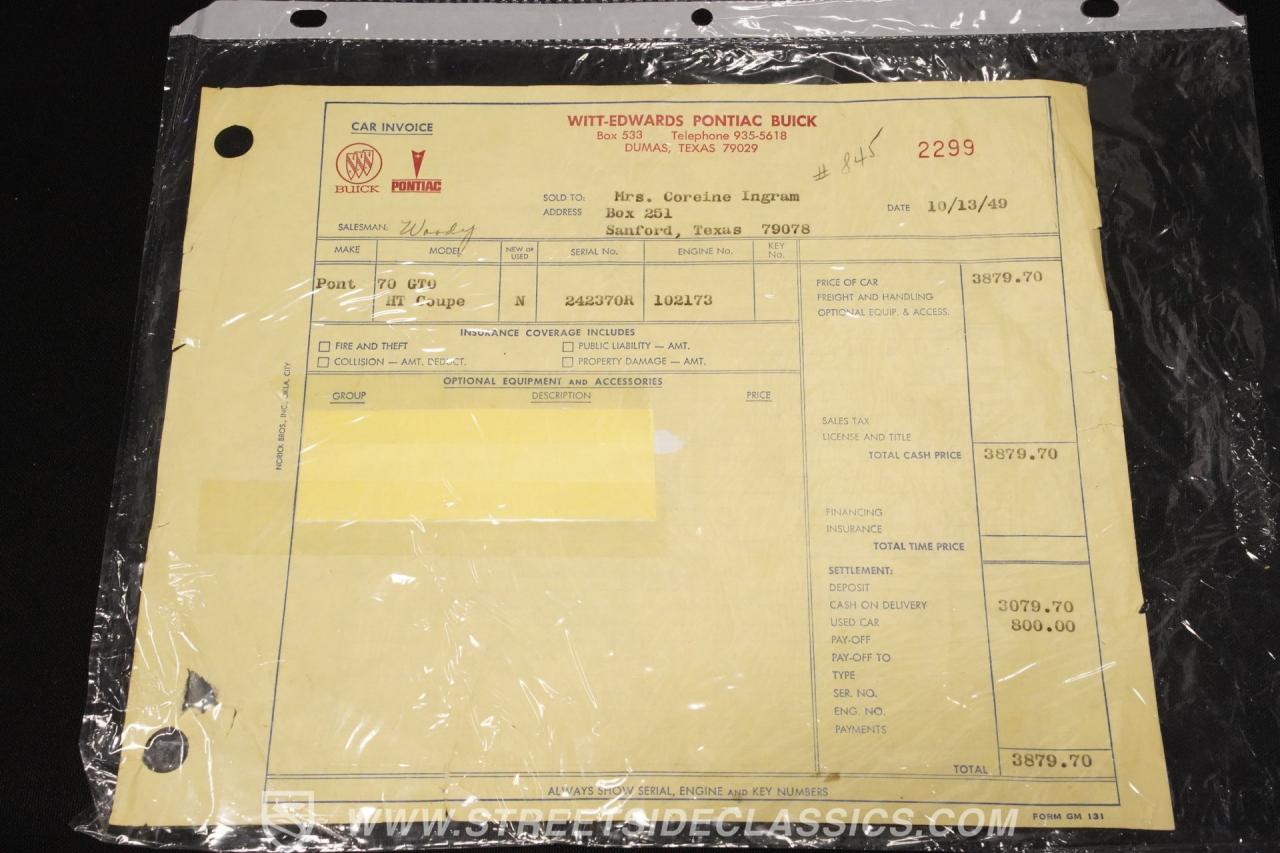 CAR INVOICE
WITT-EDWARDS PONTIAC BUICK
Box 533 Telephone 935-5618
DUMAS, TEXAS 79029
# 845
2299
BUICK
PONTIAC
SOLD TO: Mrs. Coreine Ingram
ADDRESS Box 251
Sanford, Texas 79078
DATE 10/13/49
SALESMAN: Woody
MAKE MODEL NEW OR USED SERIAL No. ENGINE No. KEY No.
Pont 70 GTO
HT Coupe N 242370R 102173
PRICE OF CAR 3879.70
FREIGHT AND HANDLING
OPTIONAL EQUIP. & ACCESS.
INSURANCE COVERAGE INCLUDES
FIRE AND THEFT PUBLIC LIABILITY — AMT.
COLLISION — AMT. DEDUCT. PROPERTY DAMAGE — AMT.
OPTIONAL EQUIPMENT AND ACCESSORIES
GROUP DESCRIPTION PRICE
SALES TAX
LICENSE AND TITLE
TOTAL CASH PRICE 3879.70
FINANCING
INSURANCE
TOTAL TIME PRICE
SETTLEMENT:
DEPOSIT
CASH ON DELIVERY 3079.70
USED CAR 800.00
PAY-OFF
PAY-OFF TO
TYPE
SER. NO.
ENG. NO.
PAYMENTS
TOTAL 3879.70
ALWAYS SHOW SERIAL, ENGINE AND KEY NUMBERS
FORM GM 131
BROS., INC., OKLA. CITY
WWW.STREETSIDECLASSICS.COM